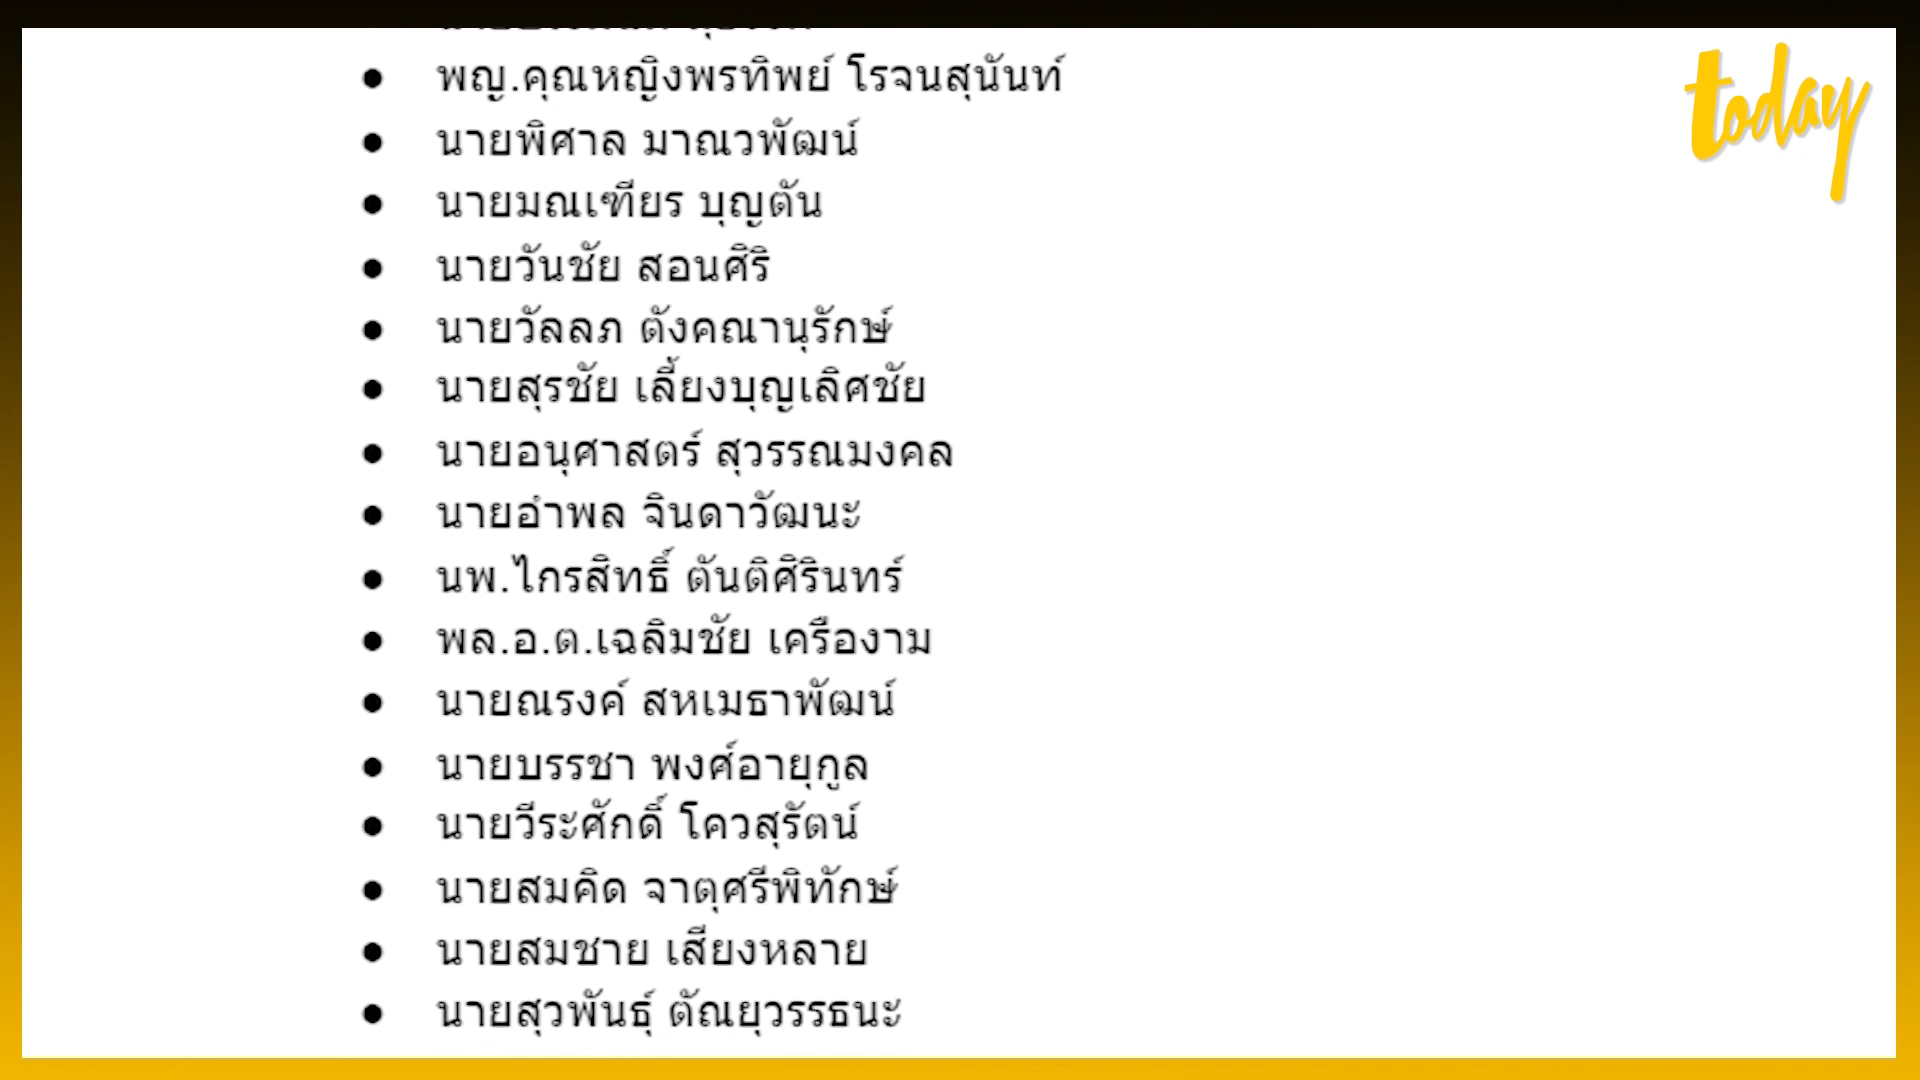 พญ.คุณหญิงพรทิพย์ โรจนสุนันท์
today
นายพิศาล มาณวพัฒน์
นายมณเฑียร บุญตัน
นายวันชัย สอนศิริ
นายวัลลภ ตังคณานุรักษ์
นายสุรชัย เลี้ยงบุญเลิศชัย
นายอนุศาสตร์ สุวรรณมงคล
นายอำพล จินดาวัฒนะ
นพ.ไกรสิทธิ์ ตันติศิรินทร์
พล.อ.ต.เฉลิมชัย เครืองาม
นายณรงค์ สหเมธาพัฒน์
นายบรรชา พงศ์อายุกูล
นายวีระศักดิ์ โควสุรัตน์
นายสมคิด จาตุศรีพิทักษ์
นายสมชาย เสียงหลาย
นายสุวพันธุ์ ตัณยุวรรธนะ